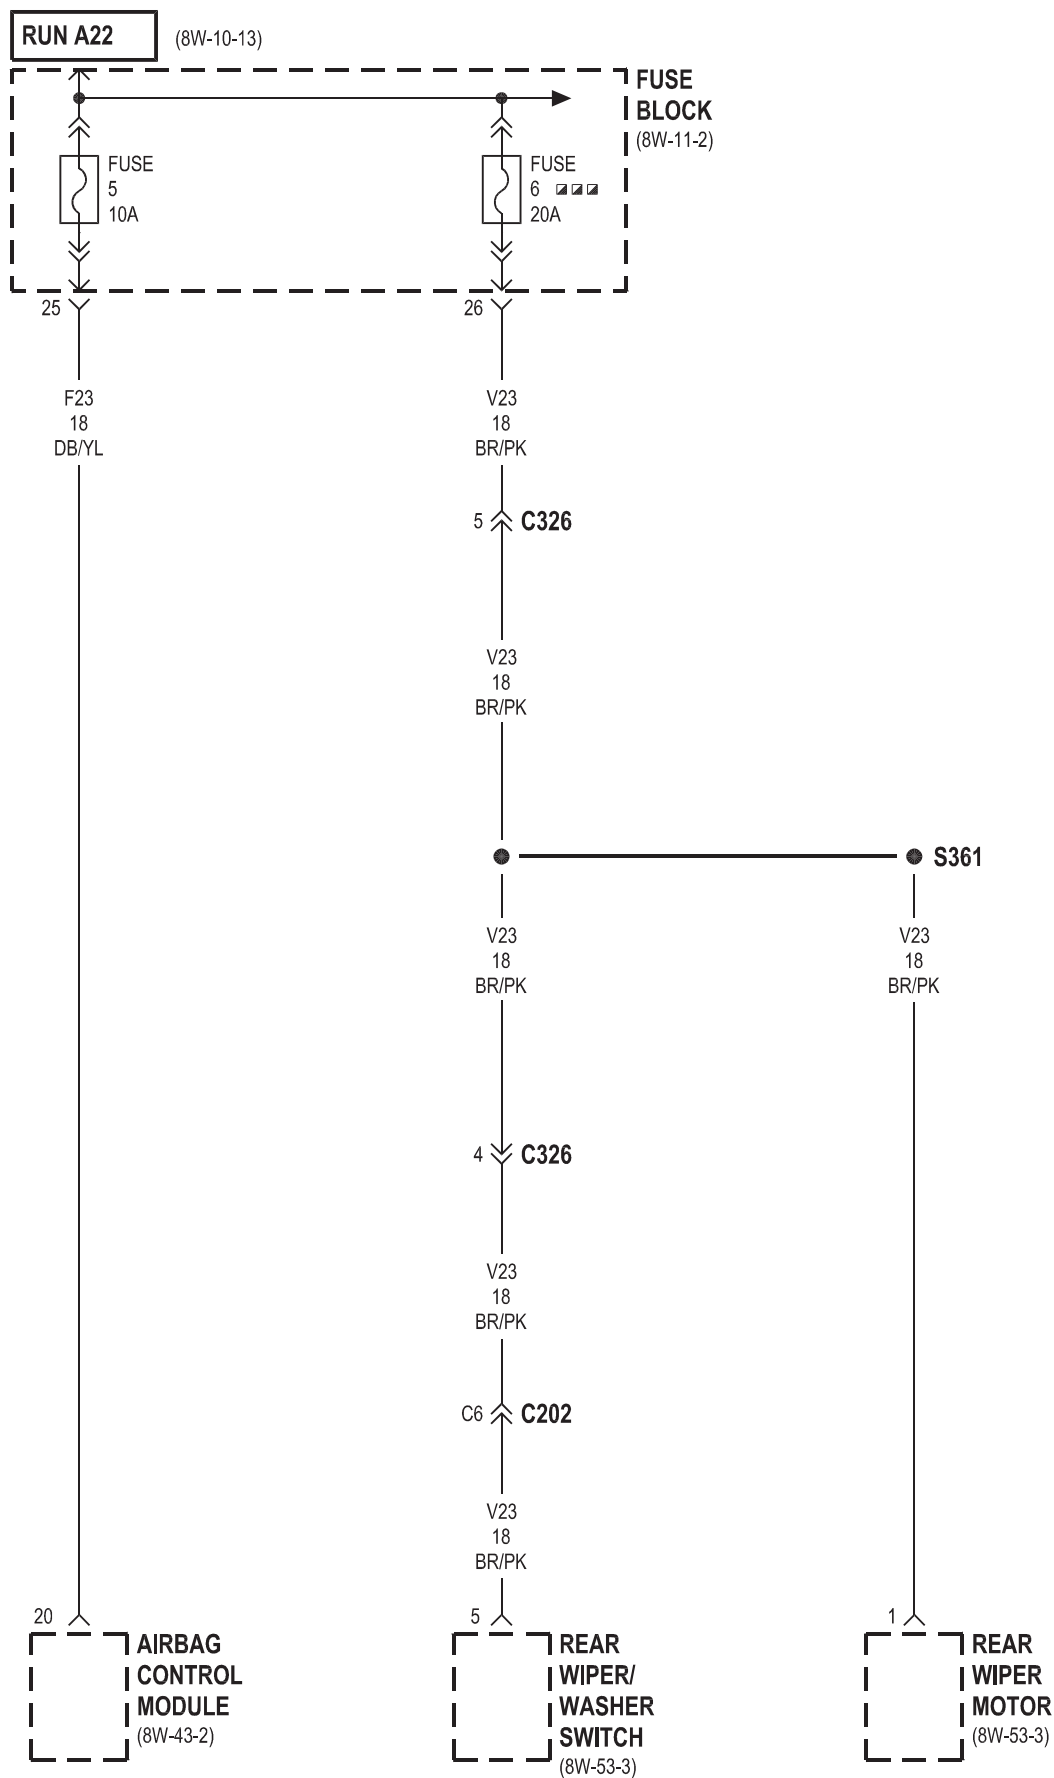 RUN A22
(8W-10-13)
FUSE
BLOCK
(8W-11-2)
FUSE
5
10A
FUSE
6
20A
25
26
F23
18
DB/YL
V23
18
BR/PK
5
C326
V23
18
BR/PK
S361
V23
18
BR/PK
V23
18
BR/PK
4
C326
V23
18
BR/PK
C6
C202
V23
18
BR/PK
20
5
1
AIRBAG
CONTROL
MODULE
(8W-43-2)
REAR
WIPER/
WASHER
SWITCH
(8W-53-3)
REAR
WIPER
MOTOR
(8W-53-3)